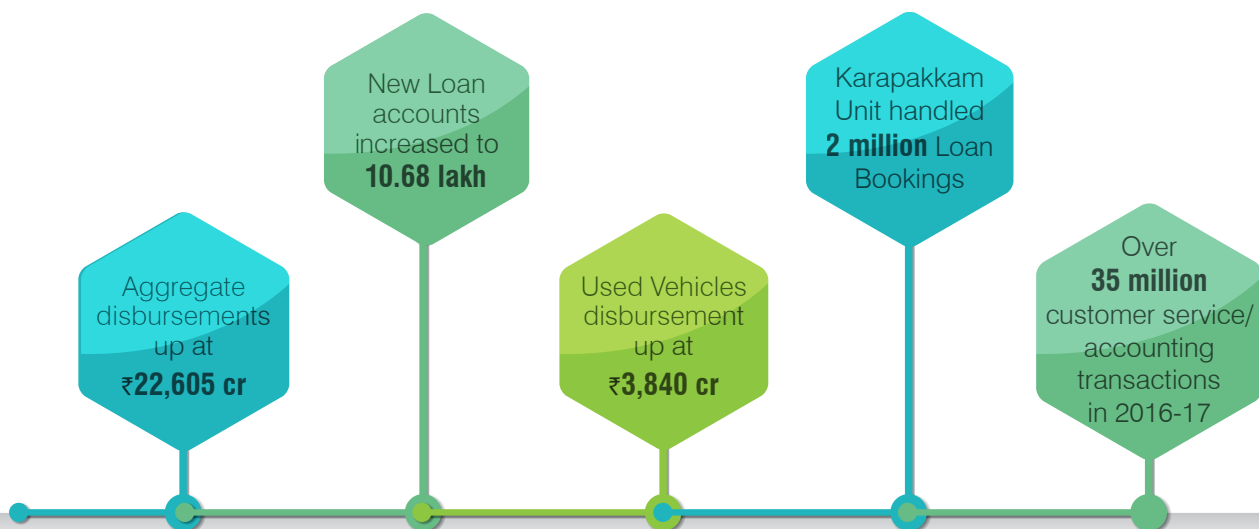 Aggregate
disbursements
up at
₹22,605 cr
New Loan
accounts
increased to
10.68 lakh
Used Vehicles
disbursement
up at
₹3,840 cr
Karapakkam
Unit handled
2 million Loan
Bookings
Over
35 million
customer service/
accounting
transactions
in 2016-17